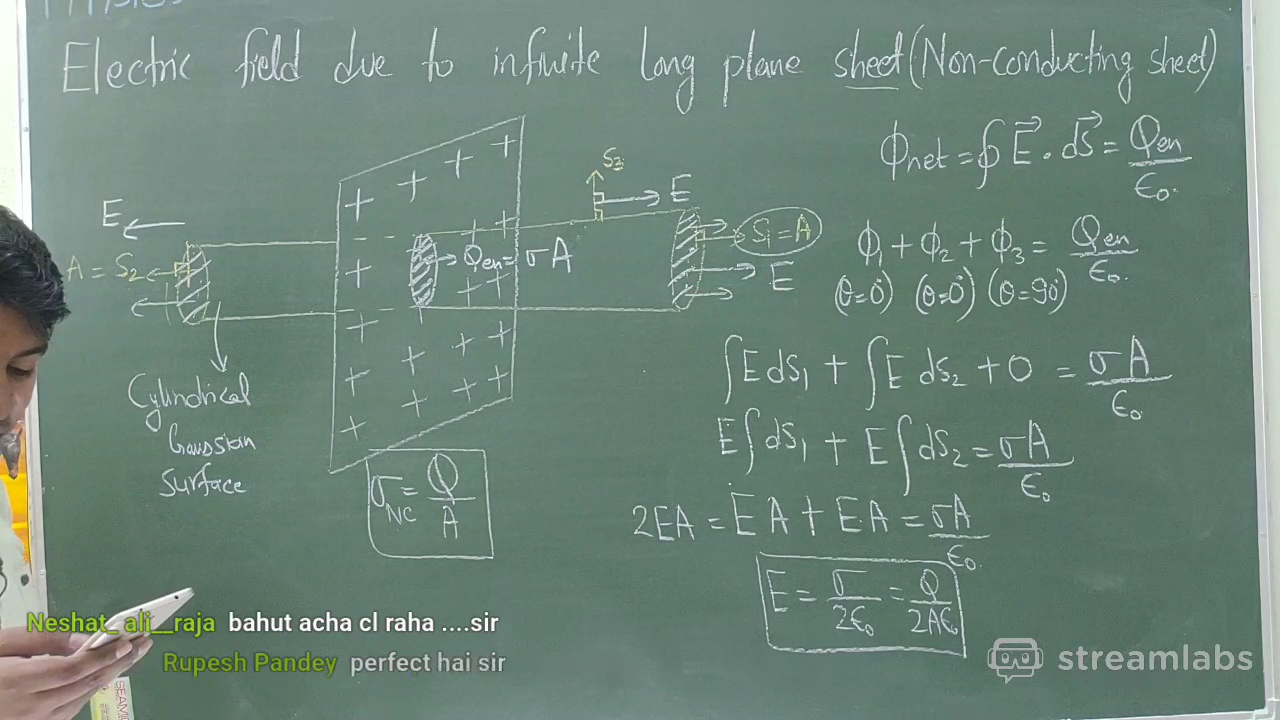 Electric field due to infinite long plane sheet (Non-conducting sheet)
ϕnet = ∮ E⃗ . ds⃗ = Qen/ϵ₀.
S₃
E
E
S₁ = A
A = S₂
Qen = σA
E
ϕ₁ + ϕ₂ + ϕ₃ = Qen/ϵ₀.
(θ=0°) (θ=0°) (θ=90°)
∫E dS₁ + ∫E dS₂ + 0 = σA/ϵ₀
Cylindrical
Gaussian
Surface
E∫dS₁ + E∫dS₂ = σA/ϵ₀
σNC = Q/A
2EA = EA + EA = σA/ϵ₀.
E = σ/2ϵ₀ = Q/2Aϵ₀
Neshat_ali__raja bahut acha cl raha ....sir
Rupesh Pandey perfect hai sir
streamlabs